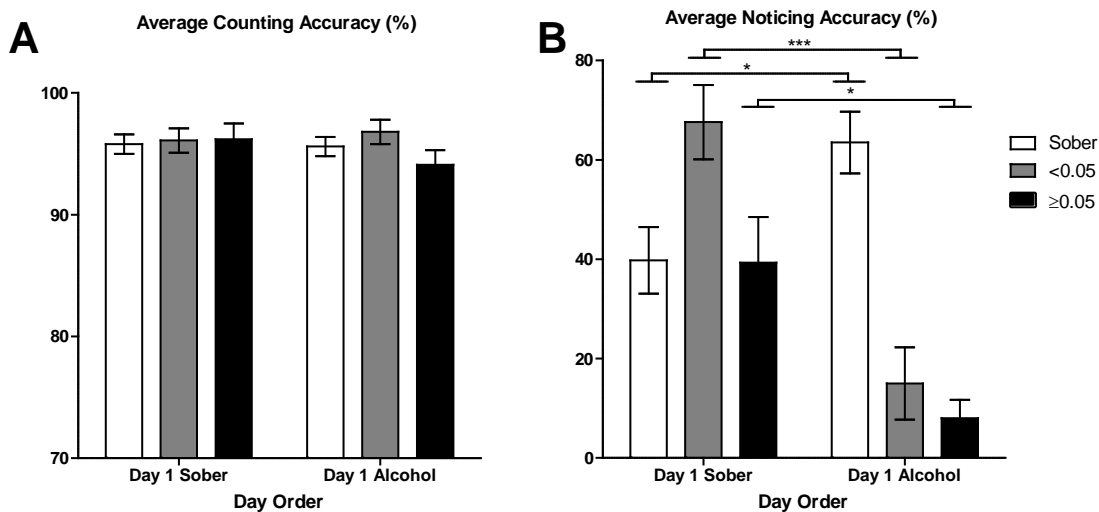 A
Average Counting Accuracy (%)
100
90
80
70
Day 1 Sober
Day 1 Alcohol
Day Order
B
Average Noticing Accuracy (%)
***
*
*
80
60
40
20
0
Day 1 Sober
Day 1 Alcohol
Day Order
Sober
<0.05
≥0.05